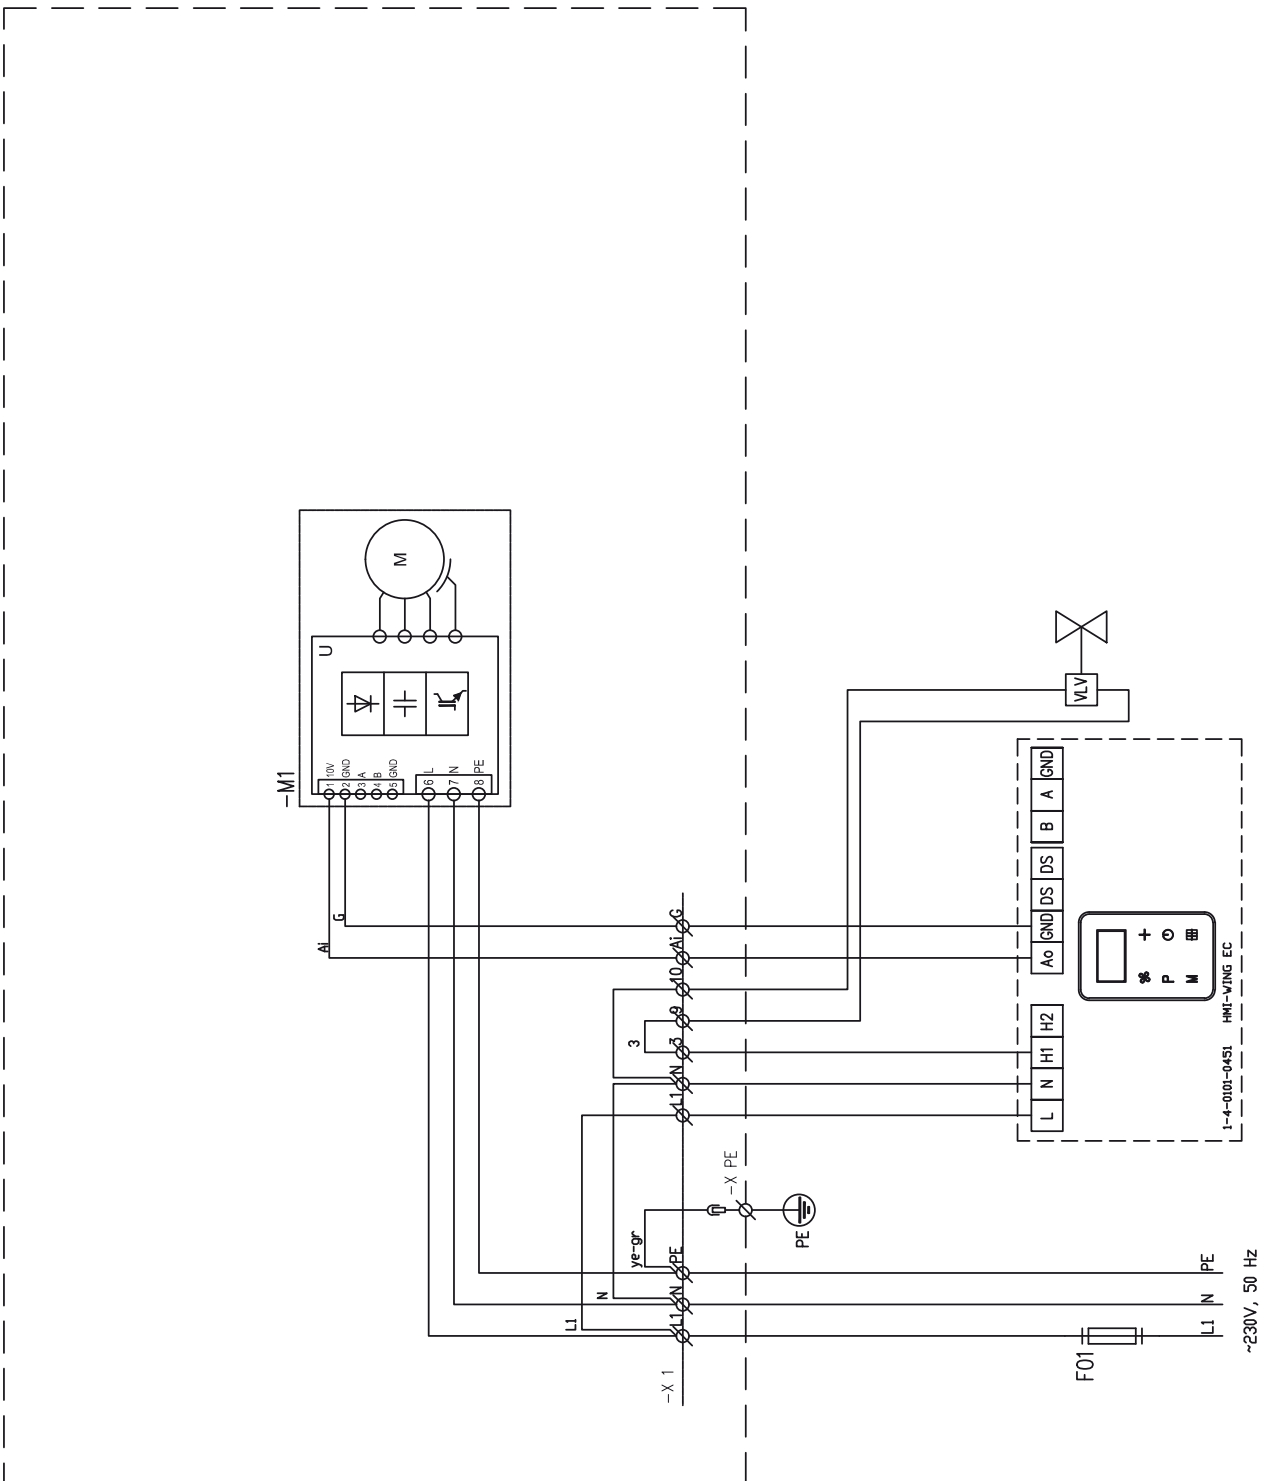 M
U
-M1
1 10V
2 GND
3 A
4 B
5 GND
6 L
7 N
8 PE
Ai
G
G
Ai
10
9
3
3
N
L1
-X PE
PE
ye-gr
PE
N
N
L1
L1
-X 1
VLV
GND
A
B
DS
DS
GND
Ao
H2
H1
N
L
P
M
1-4-0101-0451 HMI-WING EC
PE
N
L1
F01
~230V, 50 Hz